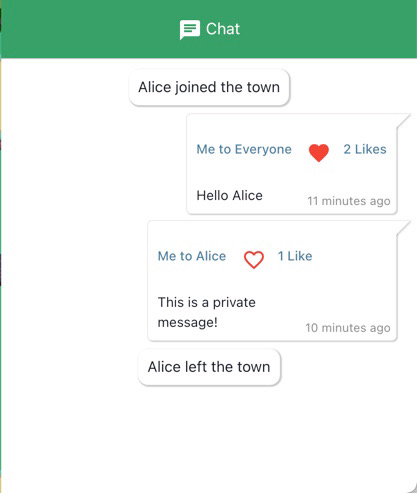 Chat
Alice joined the town
Me to Everyone 2 Likes
Hello Alice
11 minutes ago
Me to Alice 1 Like
This is a private
message!
10 minutes ago
Alice left the town